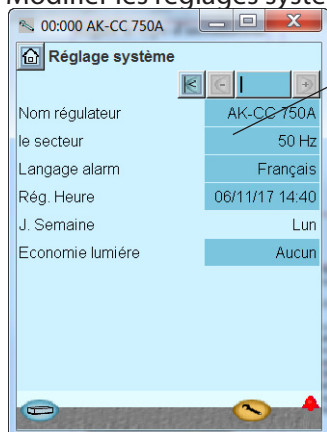 Modifier les réglages systè
00:000 AK-CC 750A
Réglage système
Nom régulateur AK-CC 750A
le secteur 50 Hz
Langage alarm Français
Rég. Heure 06/11/17 14:40
J. Semaine Lun
Economie lumiére Aucun